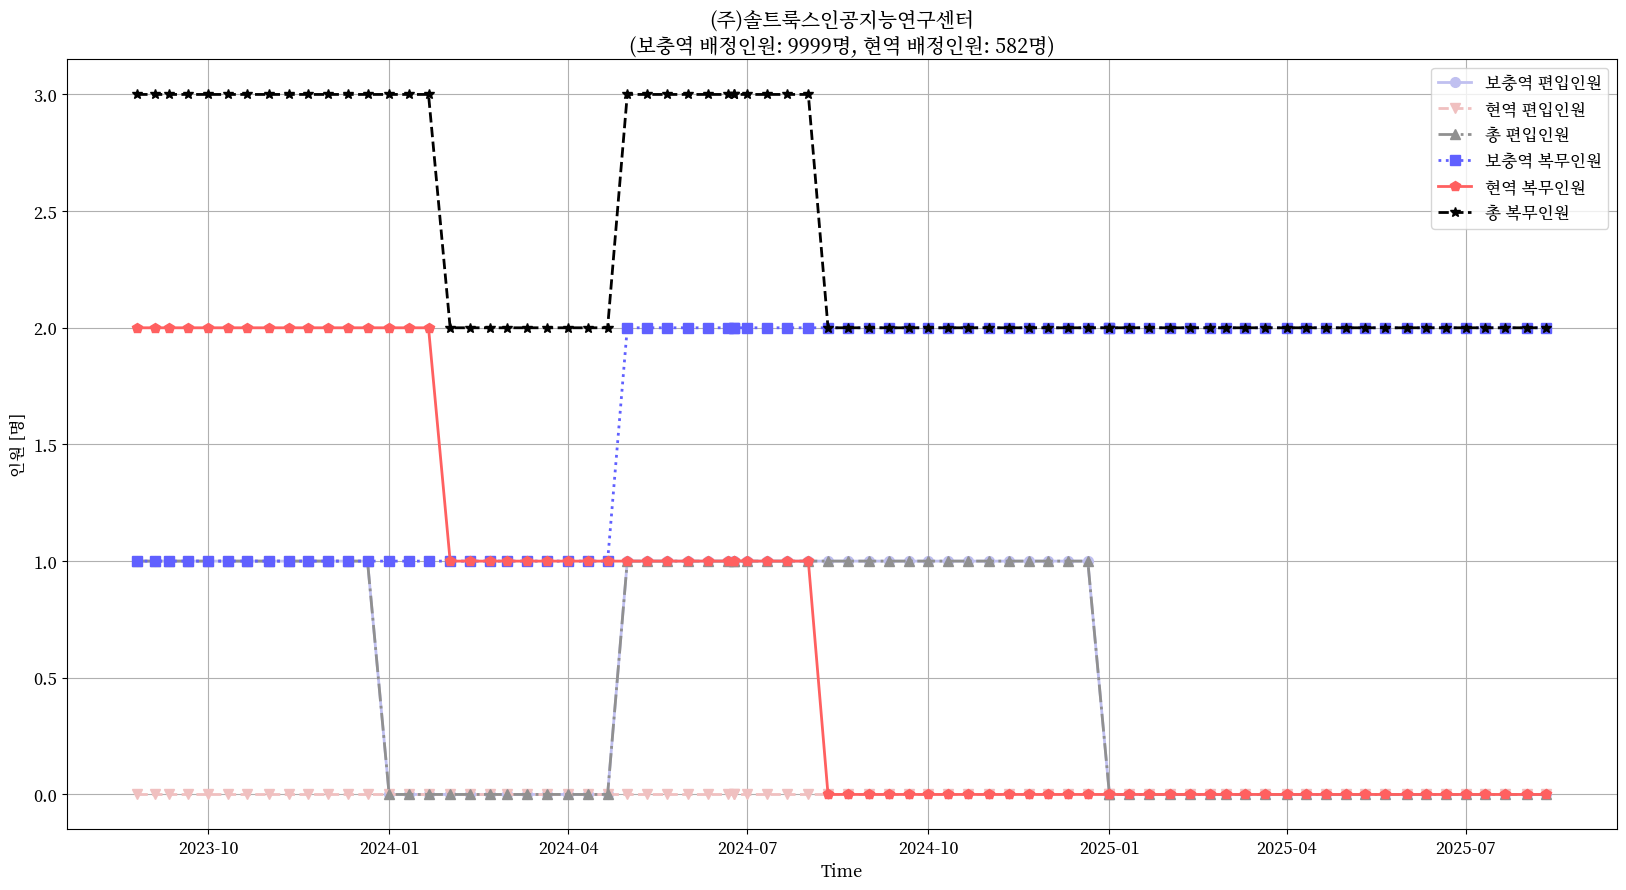 (주)솔트룩스인공지능연구센터
(보충역 배정인원: 9999명, 현역 배정인원: 582명)
보충역 편입인원
현역 편입인원
총 편입인원
보충역 복무인원
현역 복무인원
총 복무인원
인원 [명]
3.0
2.5
2.0
1.5
1.0
0.5
0.0
2023-10 2024-01 2024-04 2024-07 2024-10 2025-01 2025-04 2025-07
Time